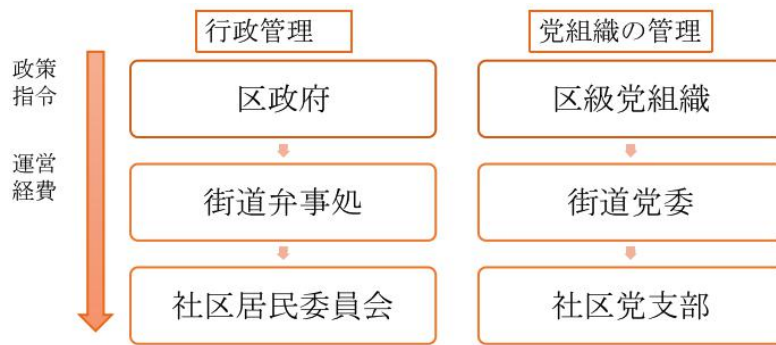 行政管理
党組織の管理
政策
指令
運営
経費
区政府
区級党組織
街道弁事処
街道党委
社区居民委員会
社区党支部